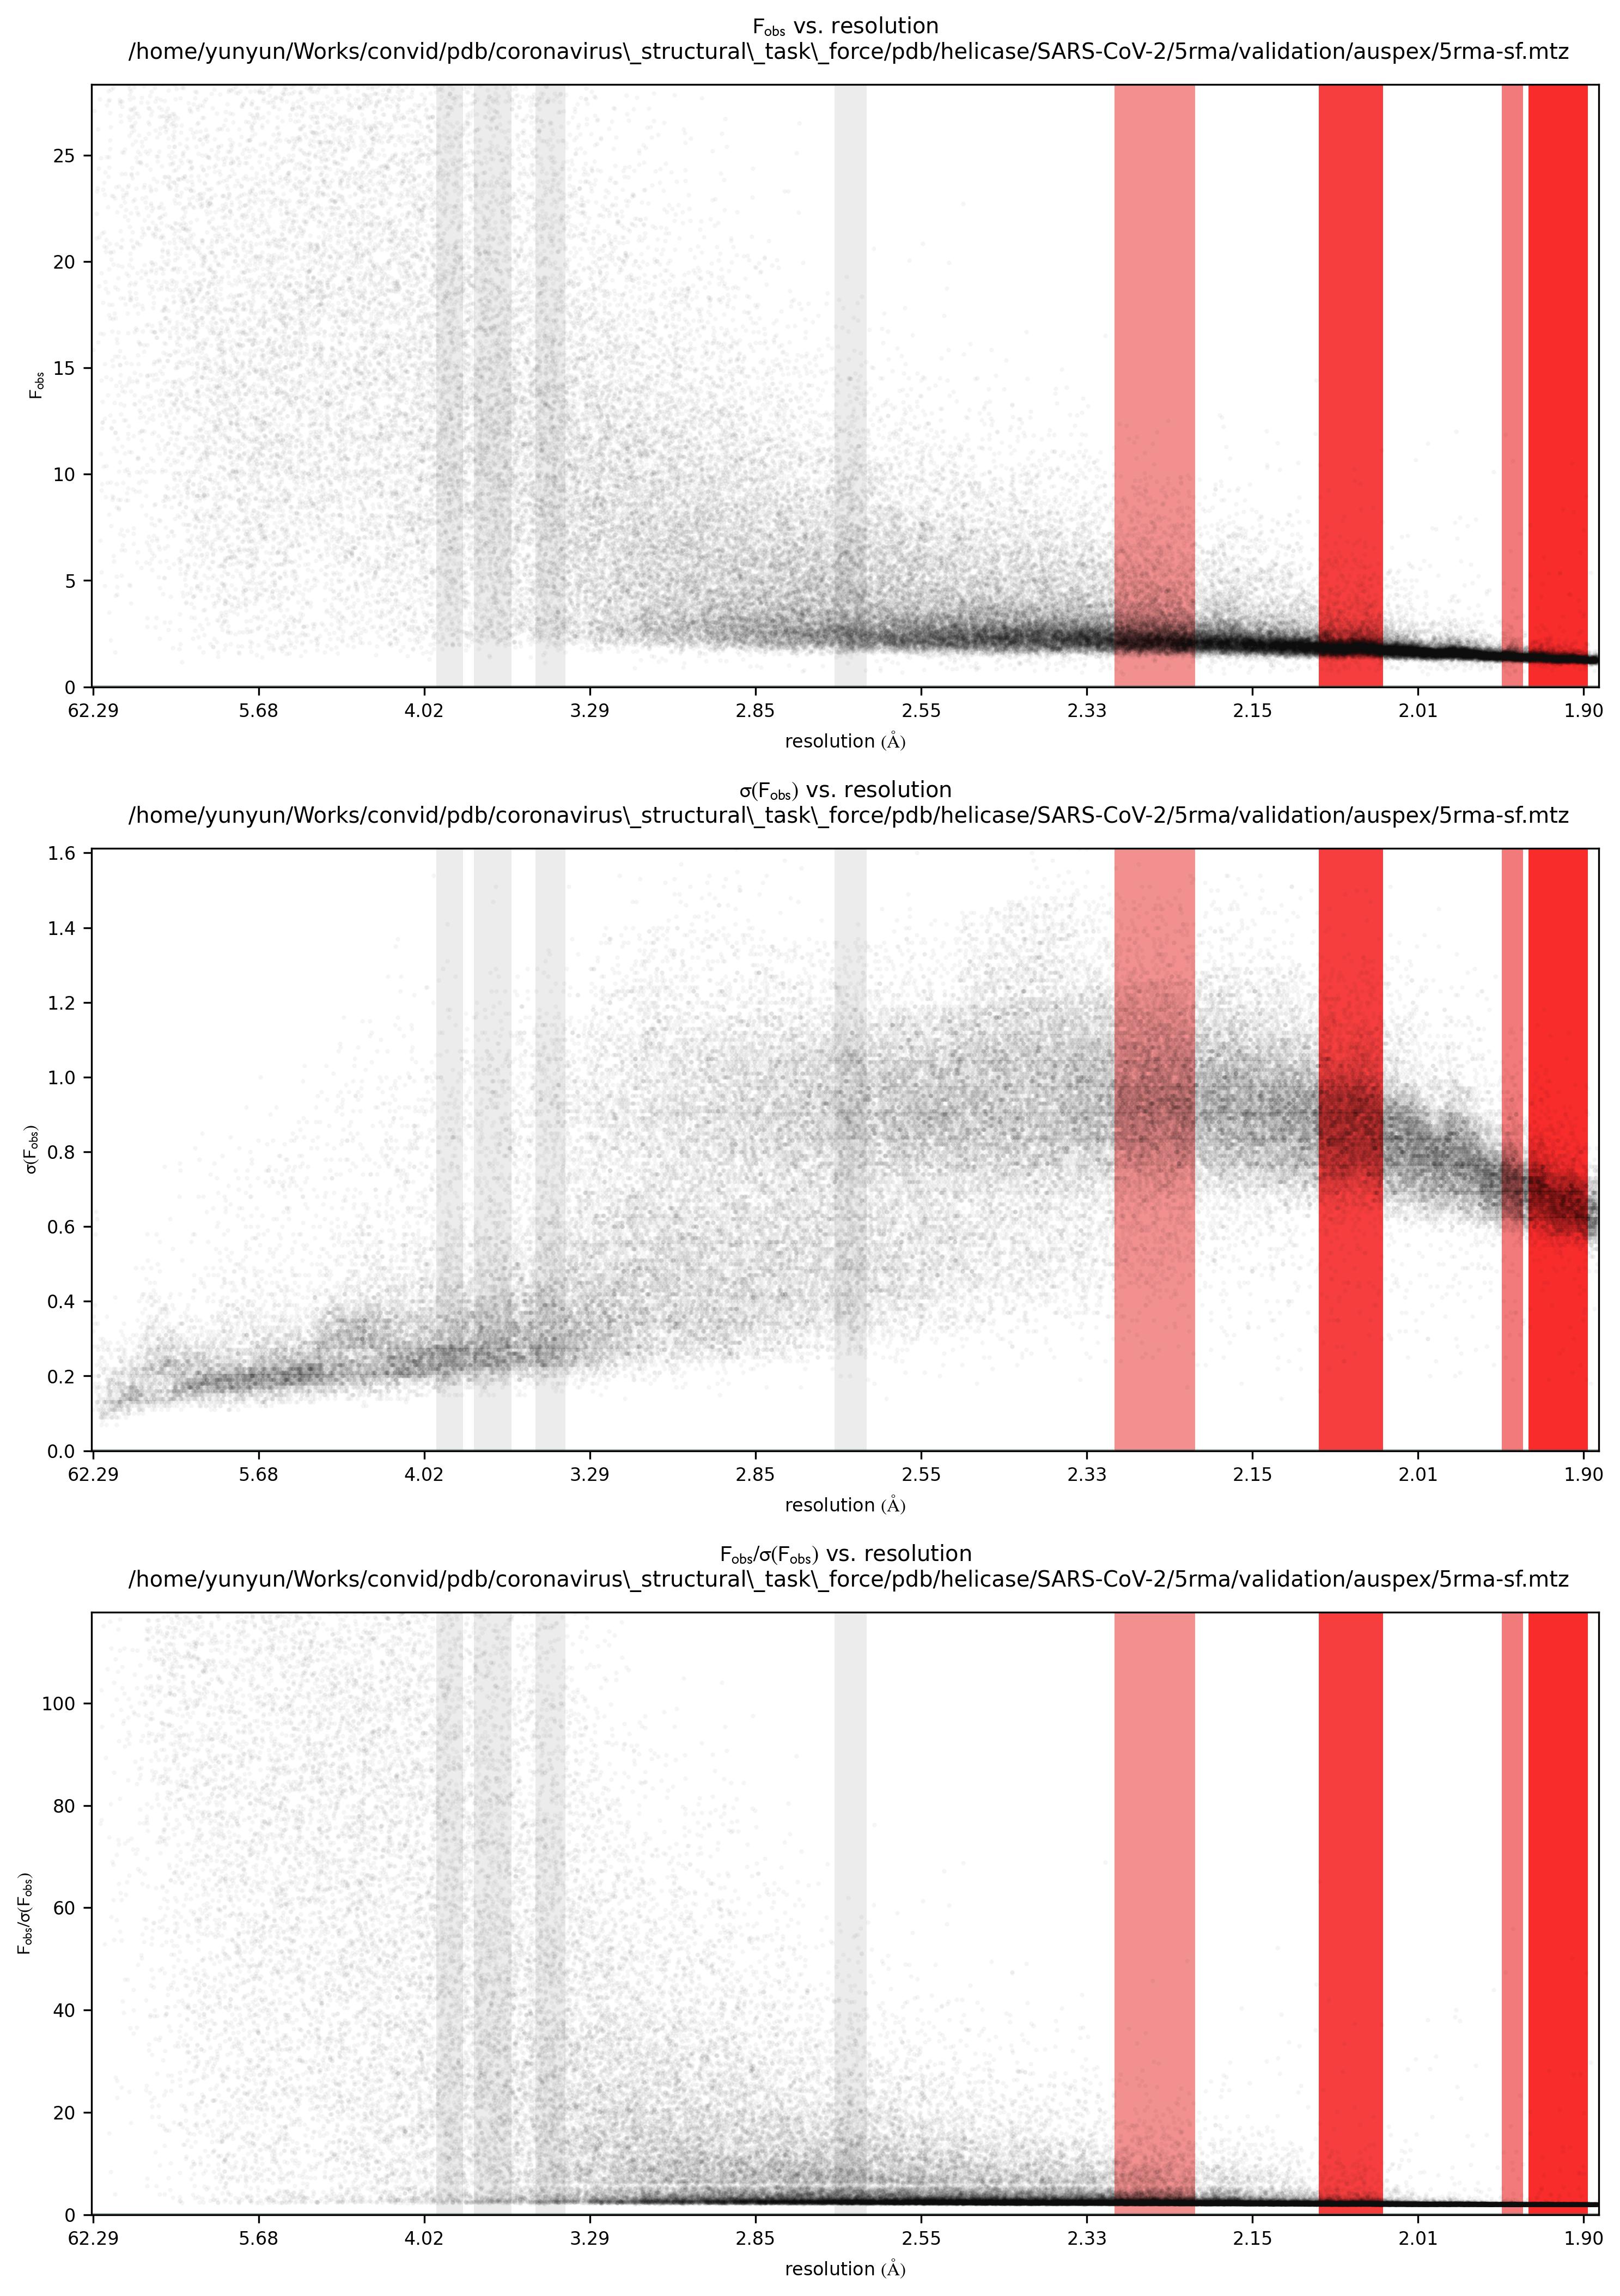 Fobs vs. resolution
/home/yunyun/Works/convid/pdb/coronavirus\_structural\_task\_force/pdb/helicase/SARS-CoV-2/5rma/validation/auspex/5rma-sf.mtz
25
20
15
10
5
0
Fobs
62.29 5.68 4.02 3.29 2.85 2.55 2.33 2.15 2.01 1.90
resolution (Å)
σ(Fobs) vs. resolution
/home/yunyun/Works/convid/pdb/coronavirus\_structural\_task\_force/pdb/helicase/SARS-CoV-2/5rma/validation/auspex/5rma-sf.mtz
1.6
1.4
1.2
1.0
0.8
0.6
0.4
0.2
0.0
σ(Fobs)
62.29 5.68 4.02 3.29 2.85 2.55 2.33 2.15 2.01 1.90
resolution (Å)
Fobs/σ(Fobs) vs. resolution
/home/yunyun/Works/convid/pdb/coronavirus\_structural\_task\_force/pdb/helicase/SARS-CoV-2/5rma/validation/auspex/5rma-sf.mtz
100
80
60
40
20
0
Fobs/σ(Fobs)
62.29 5.68 4.02 3.29 2.85 2.55 2.33 2.15 2.01 1.90
resolution (Å)